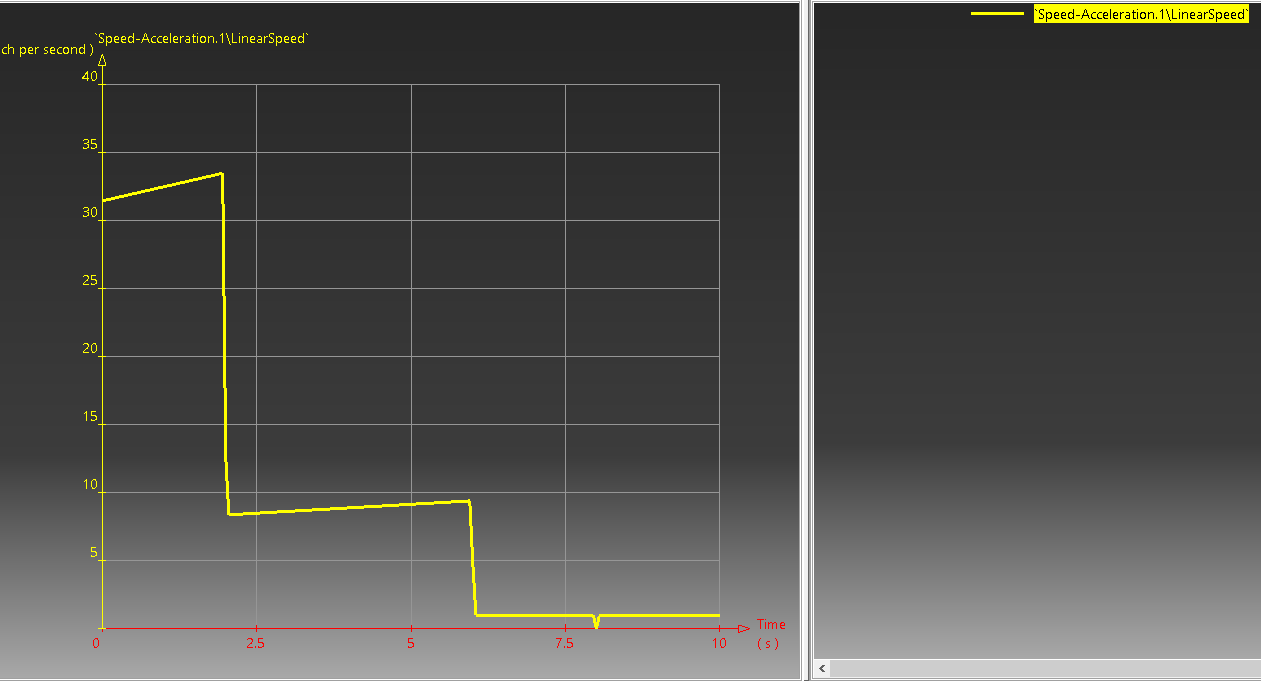 `Speed-Acceleration.1\LinearSpeed`
ch per second )
40
35
30
25
20
15
10
5
0
2.5
5
7.5
10
Time
( s )
`Speed-Acceleration.1\LinearSpeed`